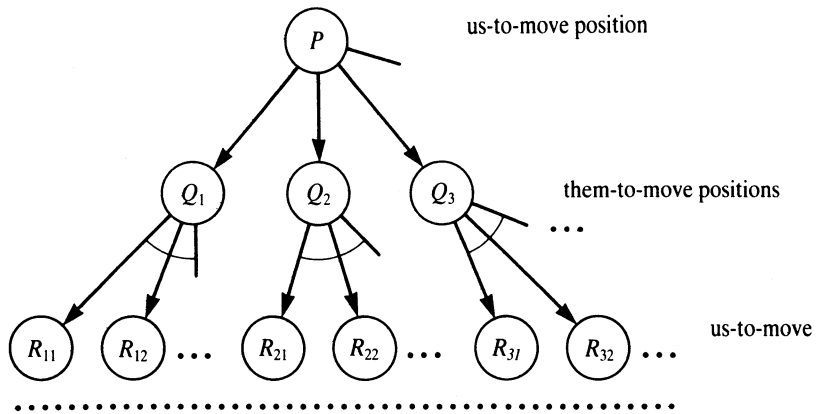 P us-to-move position
Q1 Q2 Q3 them-to-move positions
...
R11 R12 ... R21 R22 ... R31 R32 ... us-to-move